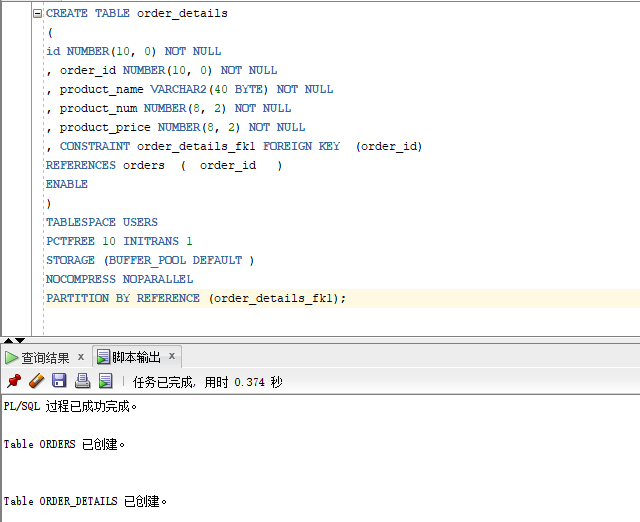 CREATE TABLE order_details
(
id NUMBER(10, 0) NOT NULL
, order_id NUMBER(10, 0) NOT NULL
, product_name VARCHAR2(40 BYTE) NOT NULL
, product_num NUMBER(8, 2) NOT NULL
, product_price NUMBER(8, 2) NOT NULL
, CONSTRAINT order_details_fk1 FOREIGN KEY  (order_id)
REFERENCES orders  (  order_id   )
ENABLE
)
TABLESPACE USERS
PCTFREE 10 INITRANS 1
STORAGE (BUFFER_POOL DEFAULT )
NOCOMPRESS NOPARALLEL
PARTITION BY REFERENCE (order_details_fk1);
查询结果 x 脚本输出 x
任务已完成, 用时 0.374 秒
PL/SQL 过程已成功完成。
Table ORDERS 已创建。
Table ORDER_DETAILS 已创建。